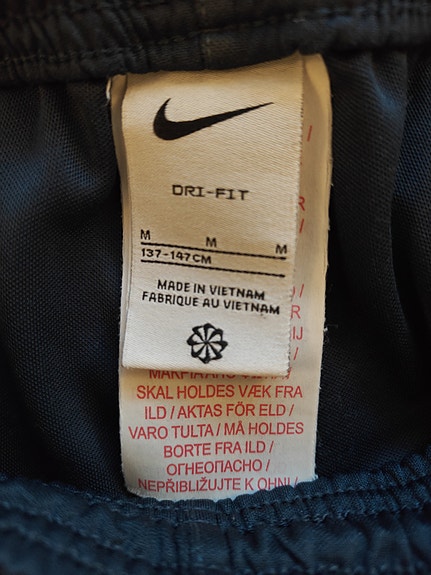 DRI-FIT
M M M
137-147CM
MADE IN VIETNAM
FABRIQUE AU VIETNAM
R
/
/
R
IJ
/
SKAL HOLDES VÆK FRA
ILD / AKTAS FÖR ELD /
VARO TULTA / MÅ HOLDES
BORTE FRA ILD /
ОГНЕОПАСНО /
NEPŘIBLIŽUJTE K OHNI /